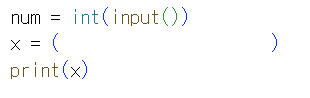 num = int(input())
x = (                    )
print(x)